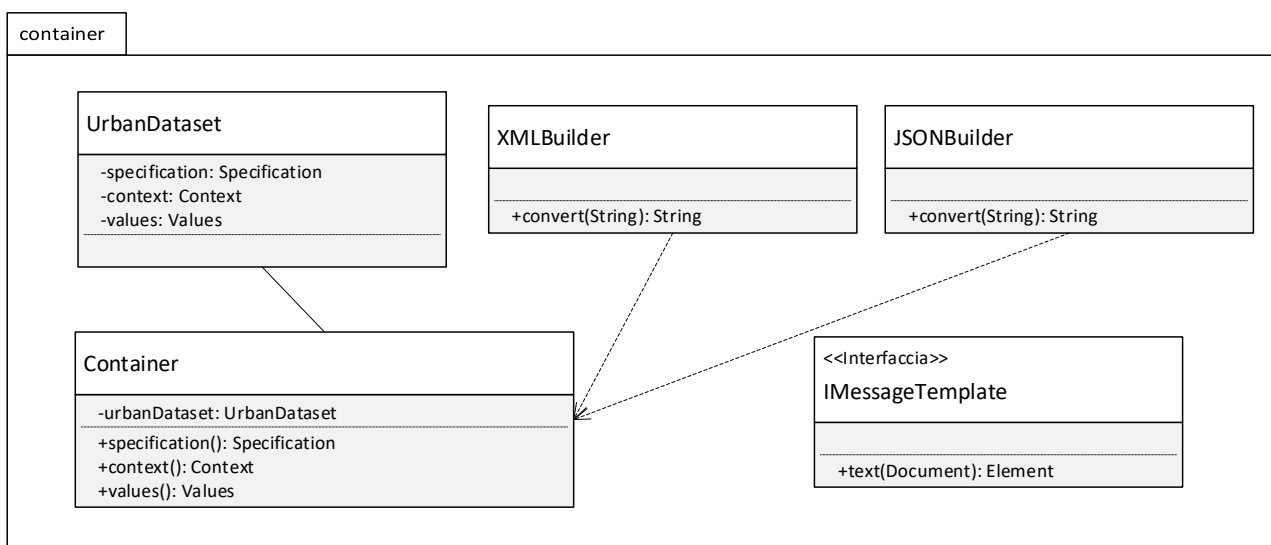 container
UrbanDataset
-specification: Specification
-context: Context
-values: Values
XMLBuilder
+convert(String): String
JSONBuilder
+convert(String): String
Container
-urbanDataset: UrbanDataset
+specification(): Specification
+context(): Context
+values(): Values
<<Interfaccia>>
IMessageTemplate
+text(Document): Element